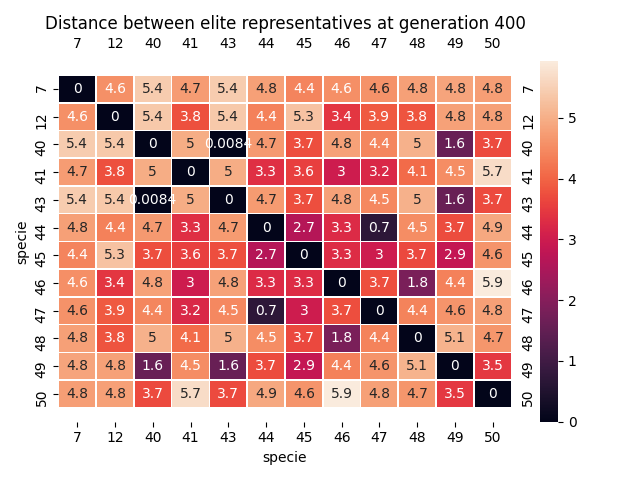 Distance between elite representatives at generation 400
7 12 40 41 43 44 45 46 47 48 49 50
7 0 4.6 5.4 4.7 5.4 4.8 4.4 4.6 4.6 4.8 4.8 4.8 7
12 4.6 0 5.4 3.8 5.4 4.4 5.3 3.4 3.9 3.8 4.8 4.8 12
40 5.4 5.4 0 5 0.0084 4.7 3.7 4.8 4.4 5 1.6 3.7 40
41 4.7 3.8 5 0 5 3.3 3.6 3 3.2 4.1 4.5 5.7 41
43 5.4 5.4 0.0084 5 0 4.7 3.7 4.8 4.5 5 1.6 3.7 43
44 4.8 4.4 4.7 3.3 4.7 0 2.7 3.3 0.7 4.5 3.7 4.9 44
45 4.4 5.3 3.7 3.6 3.7 2.7 0 3.3 3 3.7 2.9 4.6 45
46 4.6 3.4 4.8 3 4.8 3.3 3.3 0 3.7 1.8 4.4 5.9 46
47 4.6 3.9 4.4 3.2 4.5 0.7 3 3.7 0 4.4 4.6 4.8 47
48 4.8 3.8 5 4.1 5 4.5 3.7 1.8 4.4 0 5.1 4.7 48
49 4.8 4.8 1.6 4.5 1.6 3.7 2.9 4.4 4.6 5.1 0 3.5 49
50 4.8 4.8 3.7 5.7 3.7 4.9 4.6 5.9 4.8 4.7 3.5 0 50
7 12 40 41 43 44 45 46 47 48 49 50
specie
specie
5
4
3
2
1
0